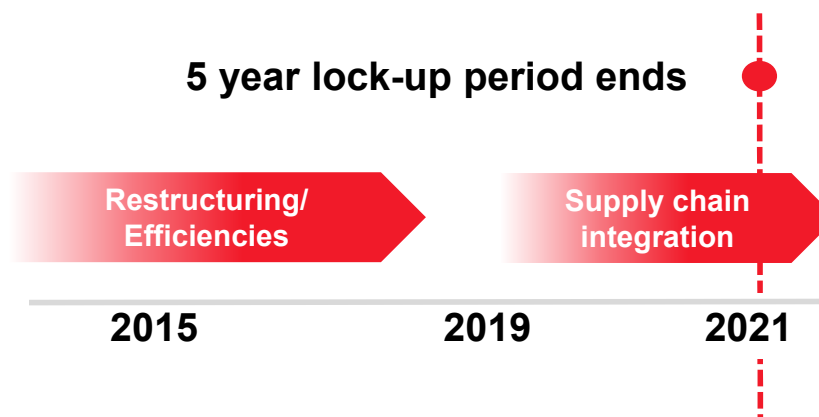 5 year lock-up period ends
Restructuring/
Efficiencies
Supply chain
integration
2015
2019
2021